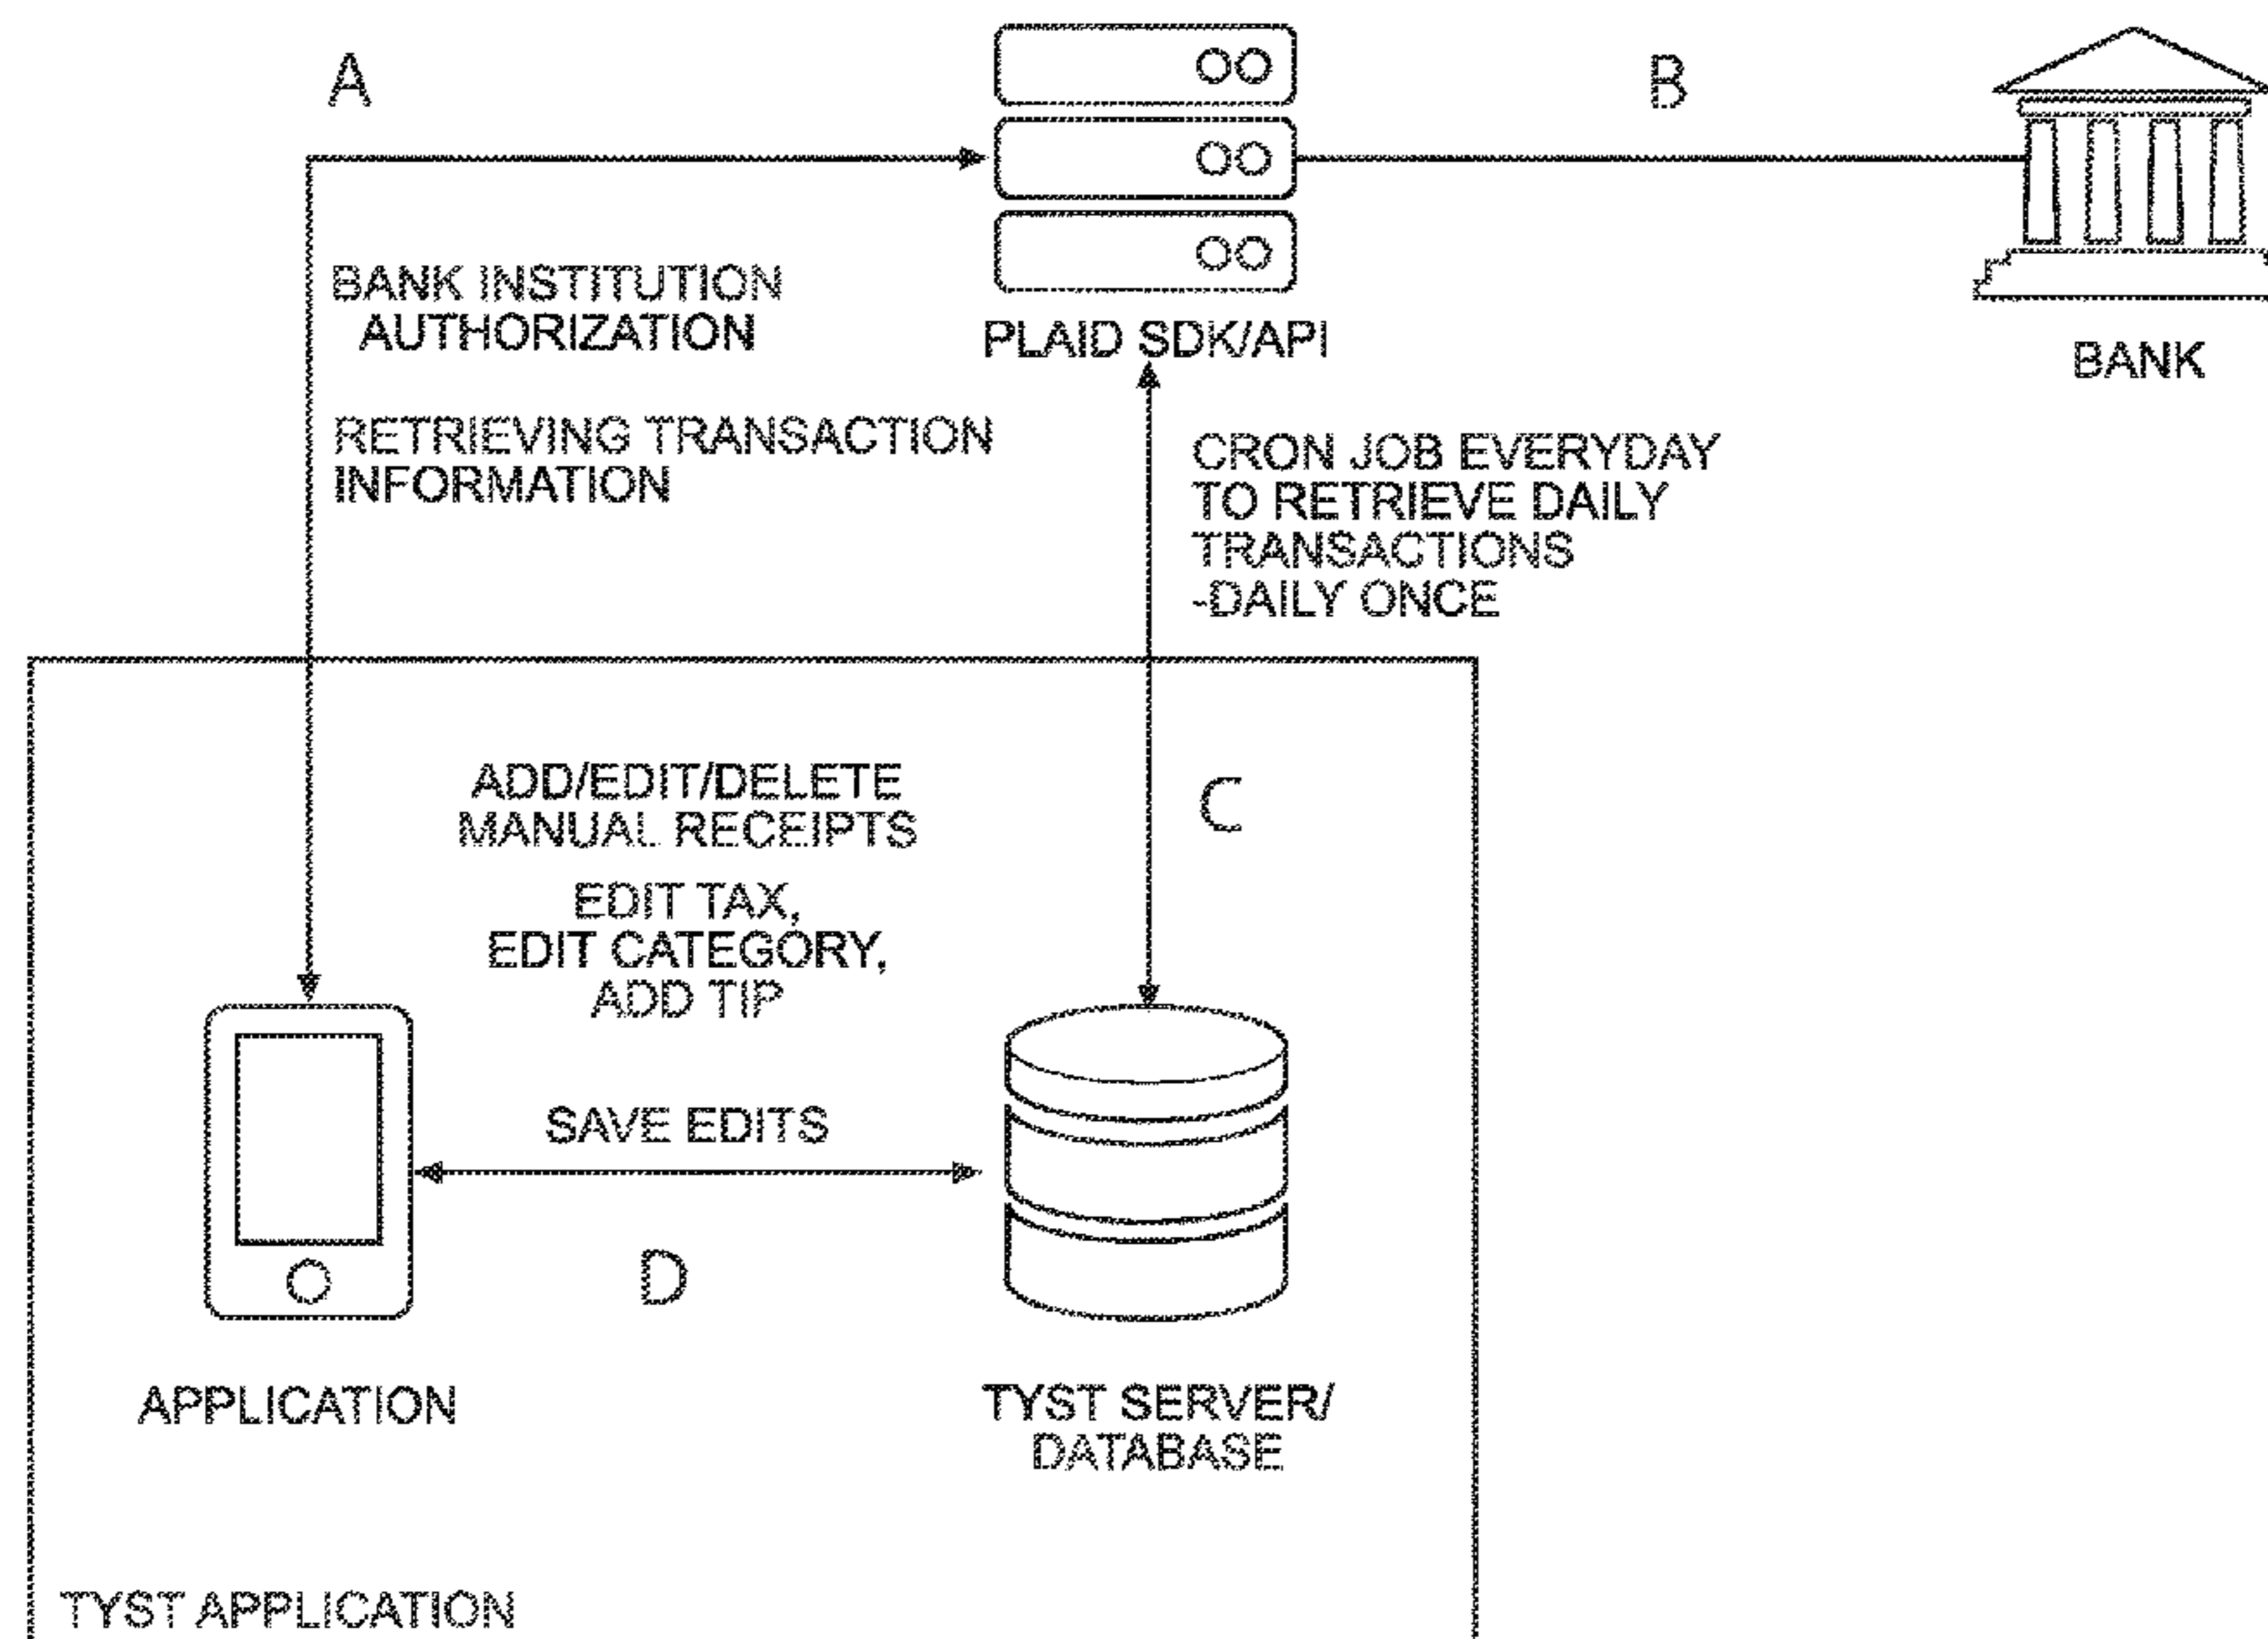 A
B
BANK INSTITUTION
AUTHORIZATION
PLAID SDK/API
BANK
RETRIEVING TRANSACTION
INFORMATION
CRON JOB EVERYDAY
TO RETRIEVE DAILY
TRANSACTIONS
-DAILY ONCE
ADD/EDIT/DELETE
MANUAL RECEIPTS
C
EDIT TAX,
EDIT CATEGORY,
ADD TIP
SAVE EDITS
D
APPLICATION
TYST SERVER/
DATABASE
TYST APPLICATION